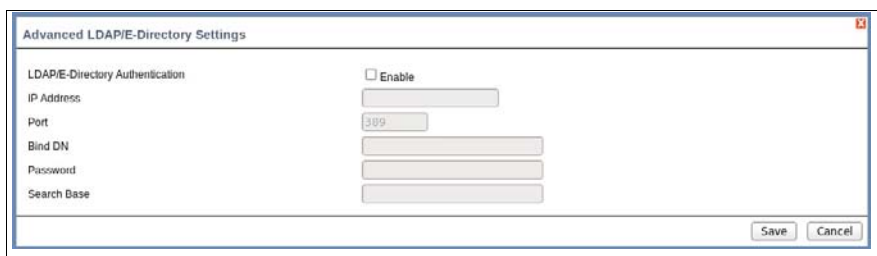 Advanced LDAP/E-Directory Settings
LDAP/E-Directory Authentication Enable
IP Address
Port 389
Bind DN
Password
Search Base
Save Cancel